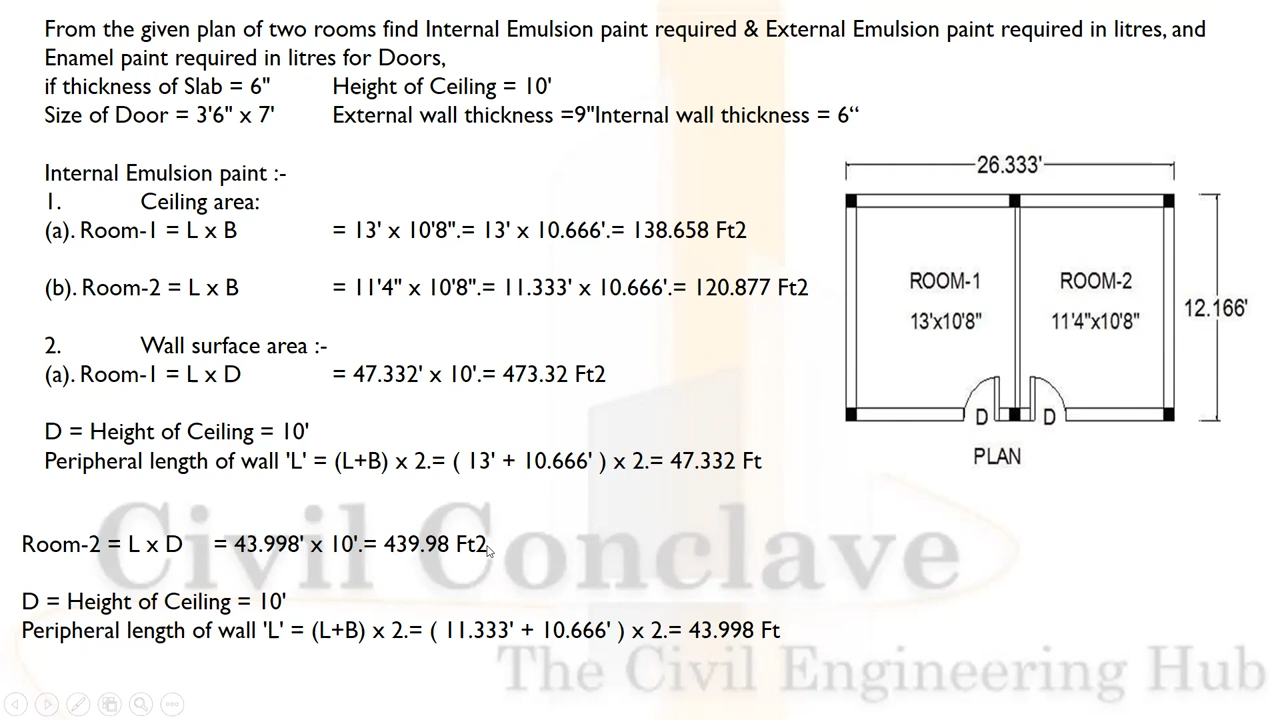 From the given plan of two rooms find Internal Emulsion paint required & External Emulsion paint required in litres, and
Enamel paint required in litres for Doors,
if thickness of Slab = 6" Height of Ceiling = 10'
Size of Door = 3'6" x 7' External wall thickness =9"Internal wall thickness = 6“
Internal Emulsion paint :-
1. Ceiling area:
(a). Room-1 = L x B = 13' x 10'8".= 13' x 10.666'.= 138.658 Ft2
(b). Room-2 = L x B = 11'4" x 10'8".= 11.333' x 10.666'.= 120.877 Ft2
2. Wall surface area :-
(a). Room-1 = L x D = 47.332' x 10'.= 473.32 Ft2
D = Height of Ceiling = 10'
Peripheral length of wall 'L' = (L+B) x 2.= ( 13' + 10.666' ) x 2.= 47.332 Ft
Room-2 = L x D = 43.998' x 10'.= 439.98 Ft2
D = Height of Ceiling = 10'
Peripheral length of wall 'L' = (L+B) x 2.= ( 11.333' + 10.666' ) x 2.= 43.998 Ft
26.333'
ROOM-1 ROOM-2
13'x10'8" 11'4"x10'8"
12.166'
D D
PLAN
Civil Conclave
The Civil Engineering Hub